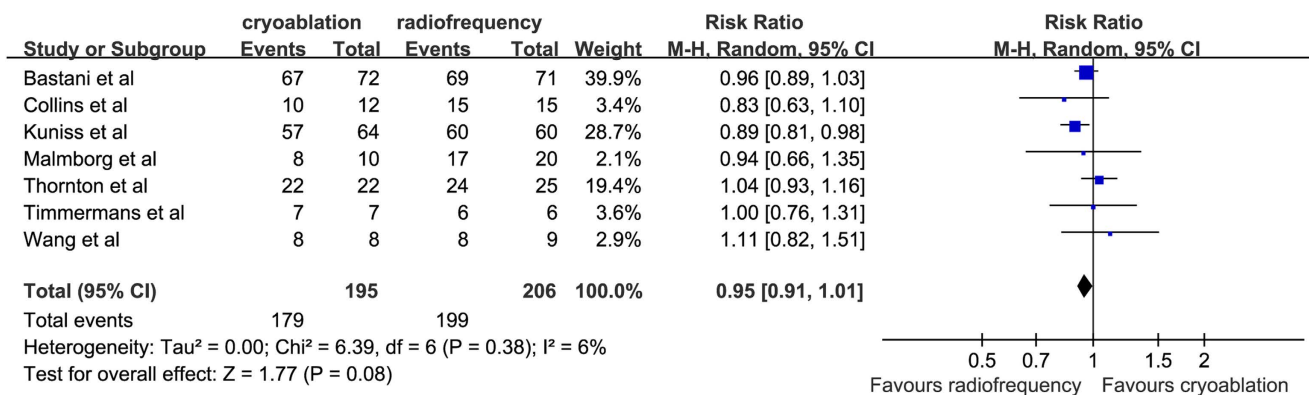 cryoablation radiofrequency Risk Ratio Risk Ratio
Study or Subgroup Events Total Events Total Weight M-H, Random, 95% CI M-H, Random, 95% CI
Bastani et al 67 72 69 71 39.9% 0.96 [0.89, 1.03]
Collins et al 10 12 15 15 3.4% 0.83 [0.63, 1.10]
Kuniss et al 57 64 60 60 28.7% 0.89 [0.81, 0.98]
Malmborg et al 8 10 17 20 2.1% 0.94 [0.66, 1.35]
Thornton et al 22 22 24 25 19.4% 1.04 [0.93, 1.16]
Timmermans et al 7 7 6 6 3.6% 1.00 [0.76, 1.31]
Wang et al 8 8 8 9 2.9% 1.11 [0.82, 1.51]
Total (95% CI) 195 206 100.0% 0.95 [0.91, 1.01]
Total events 179 199
Heterogeneity: Tau² = 0.00; Chi² = 6.39, df = 6 (P = 0.38); I² = 6%
Test for overall effect: Z = 1.77 (P = 0.08)
0.5 0.7 1 1.5 2
Favours radiofrequency Favours cryoablation